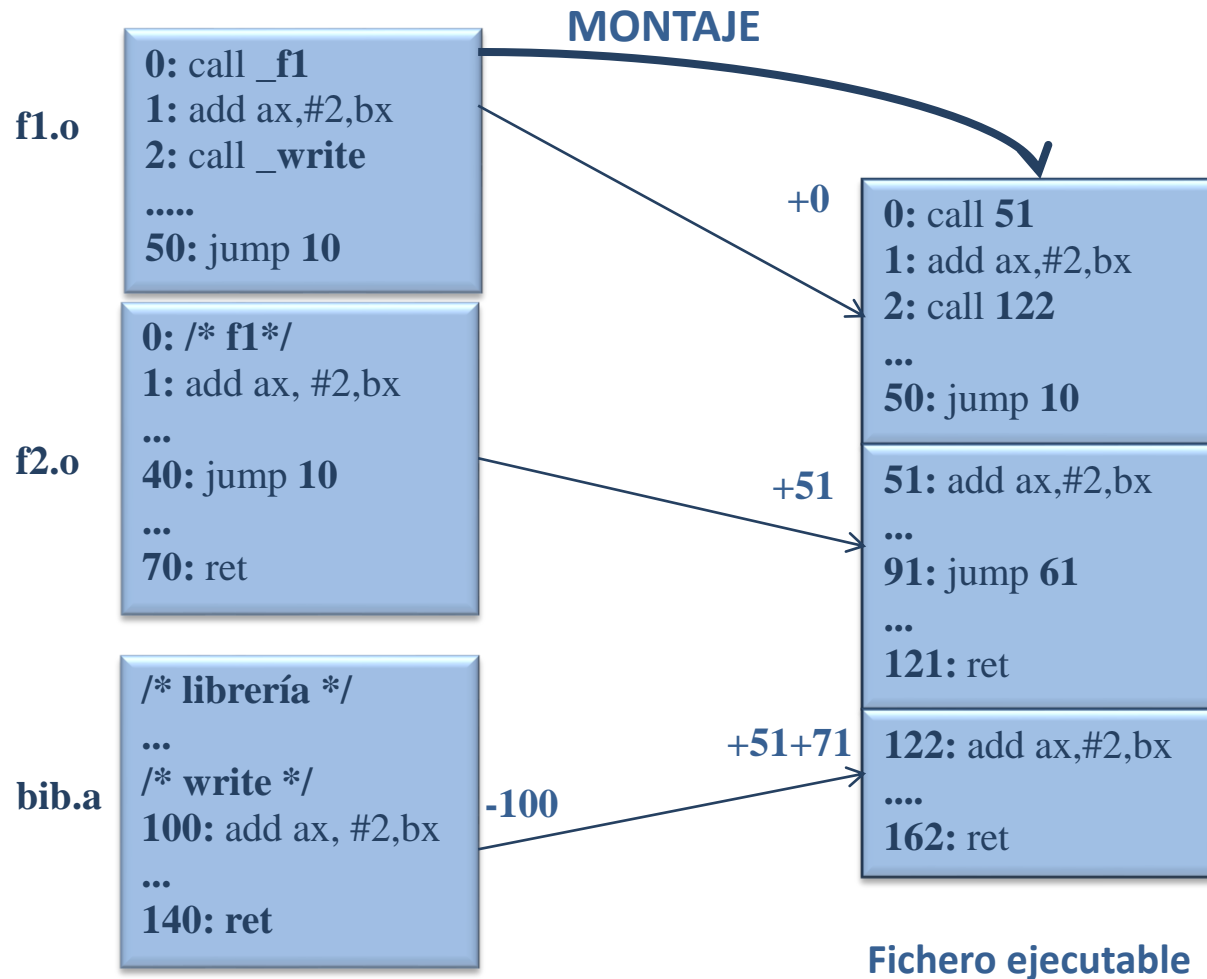 MONTAJE
f1.o
0: call _f1
1: add ax,#2,bx
2: call _write
.....
50: jump 10
f2.o
0: /* f1*/
1: add ax, #2,bx
...
40: jump 10
...
70: ret
bib.a
/* librería */
...
/* write */
100: add ax, #2,bx
...
140: ret
+0
+51
+51+71
-100
0: call 51
1: add ax,#2,bx
2: call 122
...
50: jump 10
51: add ax,#2,bx
...
91: jump 61
...
121: ret
122: add ax,#2,bx
....
162: ret
Fichero ejecutable